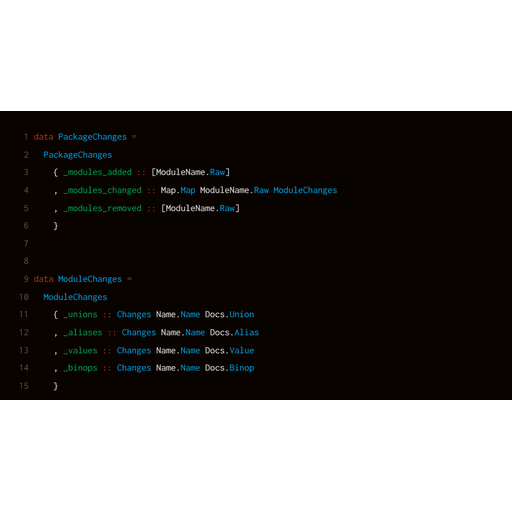 1 data PackageChanges =
2   PackageChanges
3     { _modules_added :: [ModuleName.Raw]
4     , _modules_changed :: Map.Map ModuleName.Raw ModuleChanges
5     , _modules_removed :: [ModuleName.Raw]
6     }
7
8
9 data ModuleChanges =
10   ModuleChanges
11     { _unions :: Changes Name.Name Docs.Union
12     , _aliases :: Changes Name.Name Docs.Alias
13     , _values :: Changes Name.Name Docs.Value
14     , _binops :: Changes Name.Name Docs.Binop
15     }